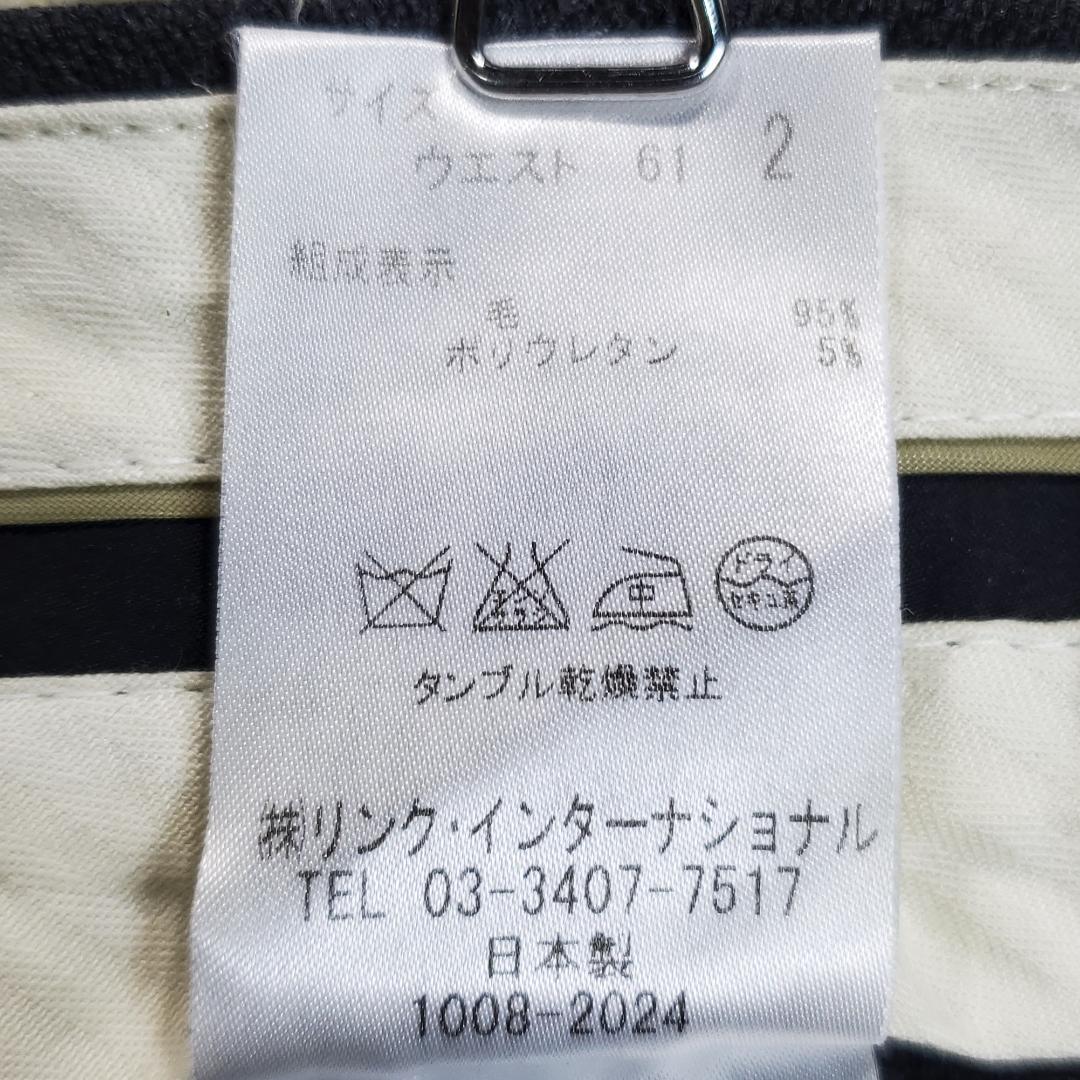 サイズ
ウエスト 61 2
組成表示
毛 95%
ポリウレタン 5%
エンソ 中 ドライ
セキユ系
タンブル乾燥禁止
㈱リンク・インターナショナル
TEL 03-3407-7517
日本製
1008-2024